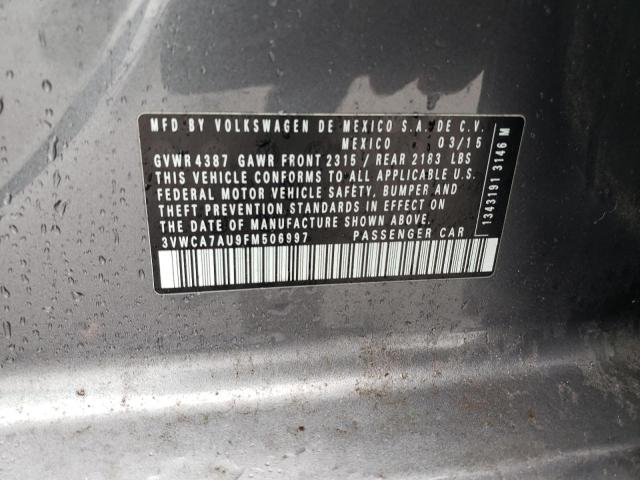 MFD BY VOLKSWAGEN DE MEXICO S.A. DE C.V.
MEXICO 03/15
GVWR 4387 GAWR FRONT 2315 / REAR 2183 LBS
THIS VEHICLE CONFORMS TO ALL APPLICABLE U.S.
FEDERAL MOTOR VEHICLE SAFETY, BUMPER AND
THEFT PREVENTION STANDARDS IN EFFECT ON
THE DATE OF MANUFACTURE SHOWN ABOVE.
3VWCA7AU9FM506997 PASSENGER CAR
1343191 3146 M